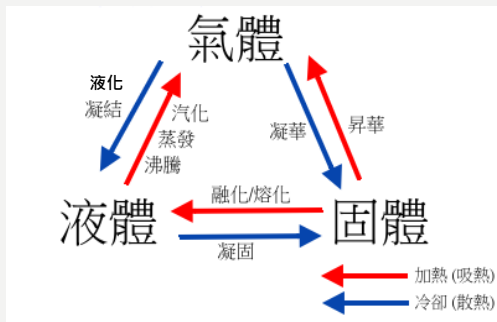 氣體
液化
凝結
汽化
蒸發
沸騰
凝華
昇華
液體
融化/熔化
固體
凝固
加熱 (吸熱)
冷卻 (散熱)